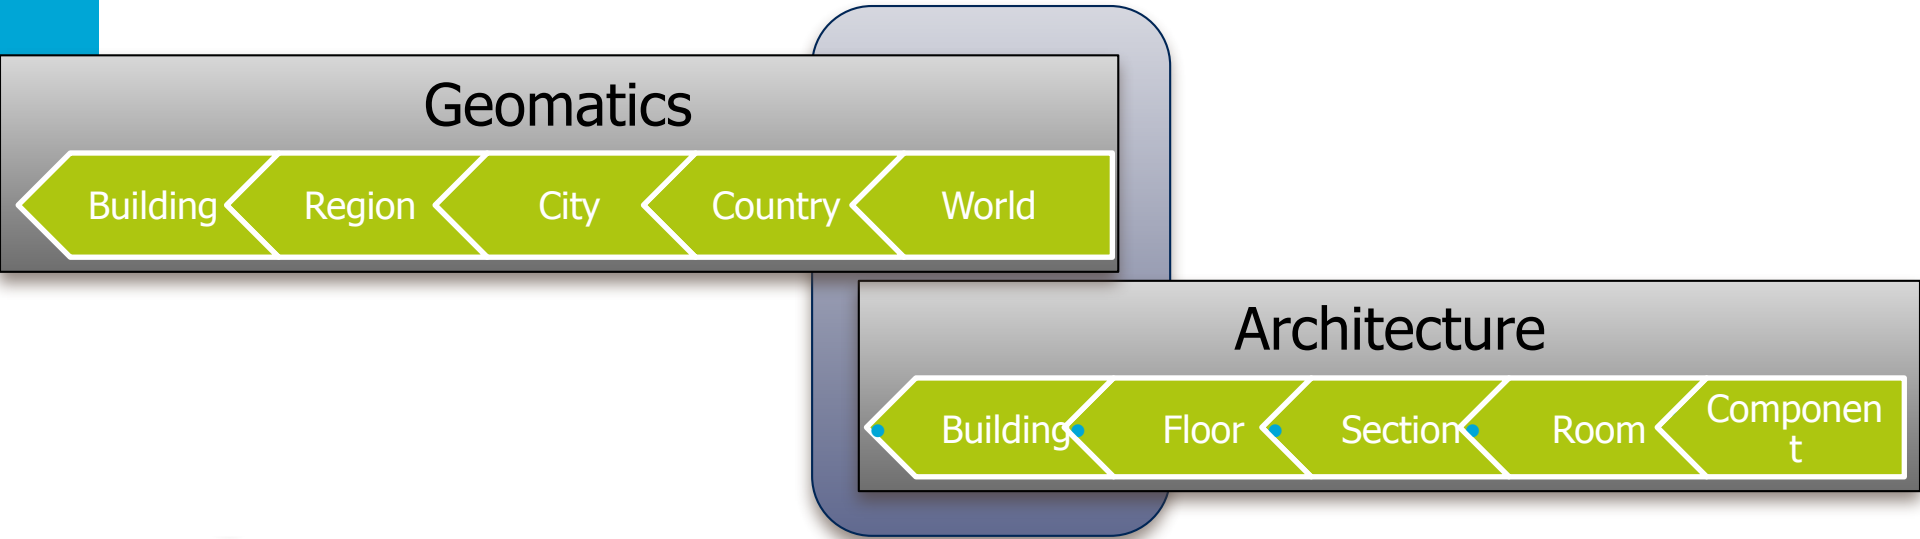 Geomatics
Building Region City Country World
Architecture
Building Floor Section Room Componen
t